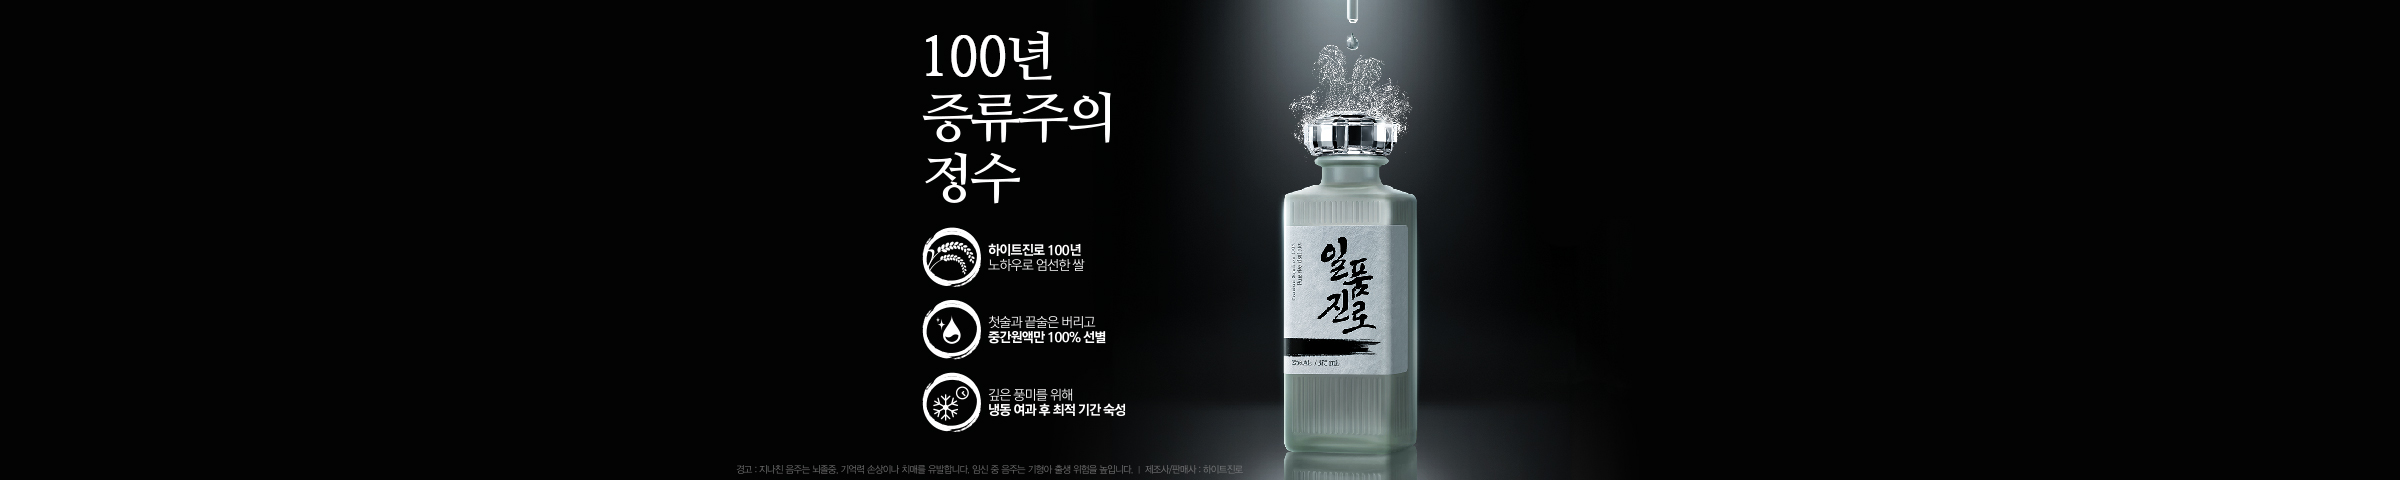 100년
증류주의
정수
하이트진로 100년
노하우로 엄선한 쌀
첫술과 끝술은 버리고
중간원액만 100% 선별
깊은 풍미를 위해
냉동 여과 후 최적 기간 숙성
일품
진로
경고 : 지나친 음주는 뇌졸중, 기억력 손상이나 치매를 유발합니다. 임신 중 음주는 기형아 출생 위험을 높입니다. | 제조사/판매사 : 하이트진로